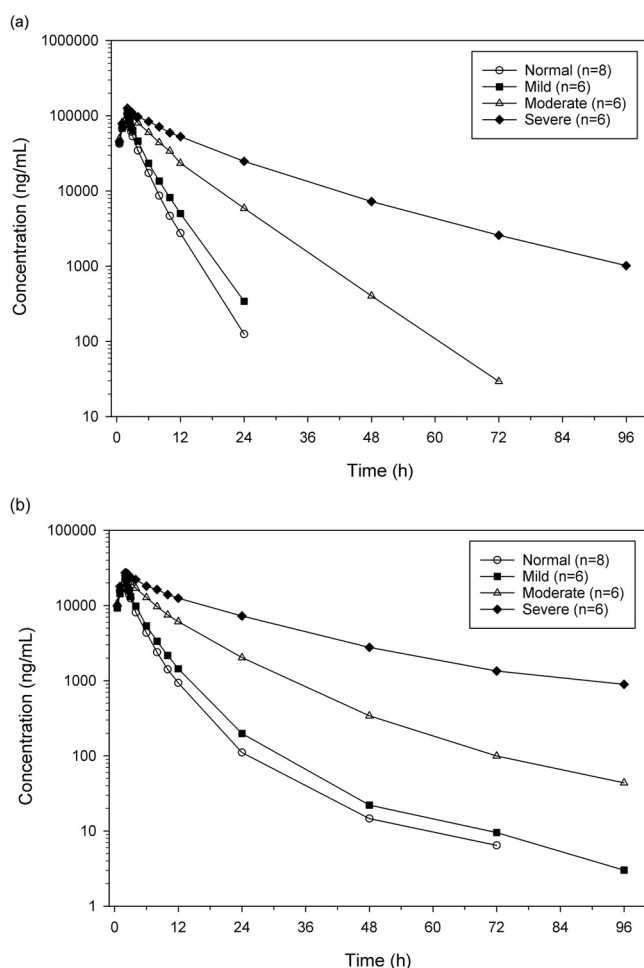 (a)
1000000
100000
10000
1000
100
10
Concentration (ng/mL)
Normal (n=8)
Mild (n=6)
Moderate (n=6)
Severe (n=6)
0 12 24 36 48 60 72 84 96
Time (h)
(b)
100000
10000
1000
100
10
1
Concentration (ng/mL)
Normal (n=8)
Mild (n=6)
Moderate (n=6)
Severe (n=6)
0 12 24 36 48 60 72 84 96
Time (h)